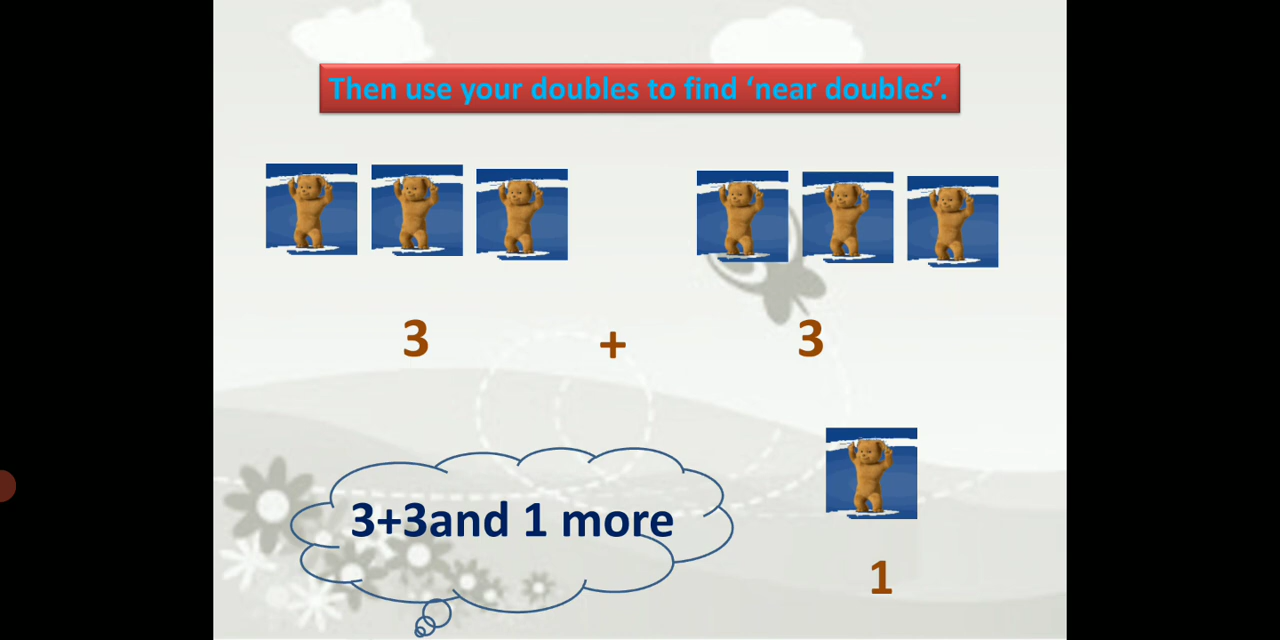 Then use your doubles to find ‘near doubles’.
3 + 3
3+3and 1 more
1